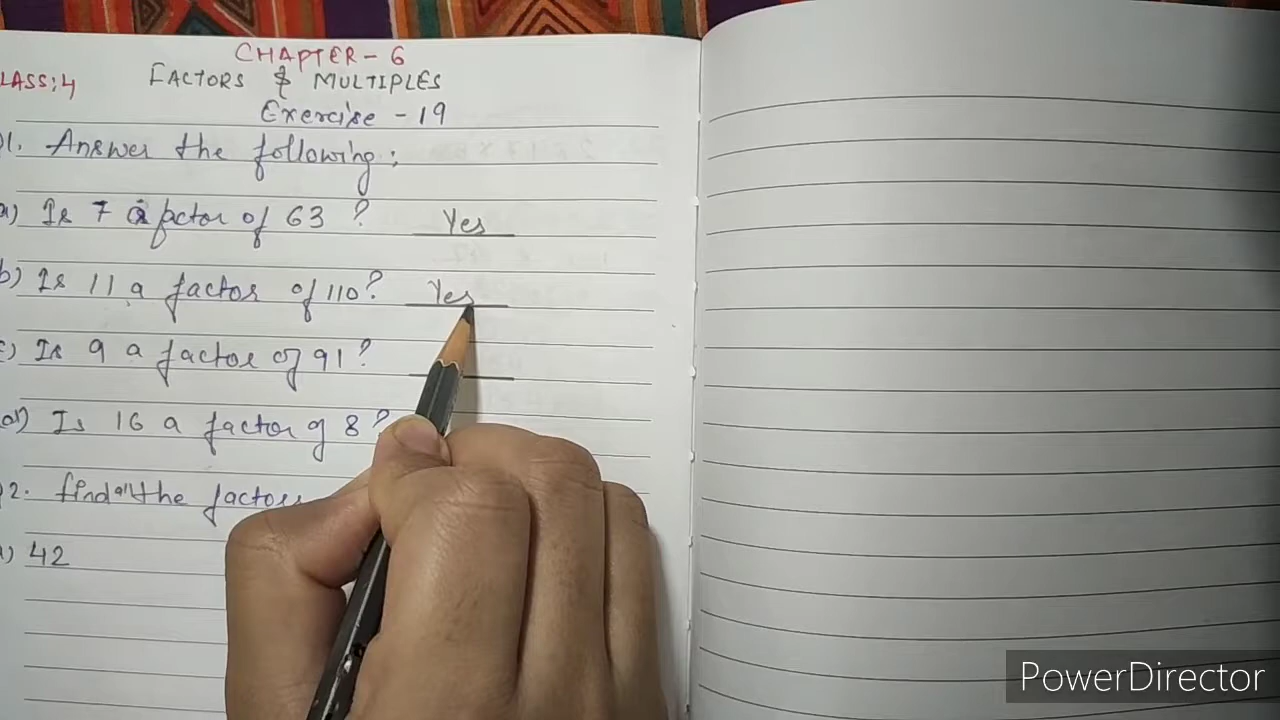 CHAPTER - 6
LASS:4 FACTORS & MULTIPLES
Exercise - 19
1. Answer the following:
a) Is 7 a factor of 63 ? Yes
b) Is 11 a factor of 110? Yes
c) Is 9 a factor of 91?
d) Is 16 a factor of 8?
2. find all the factors
42
PowerDirector